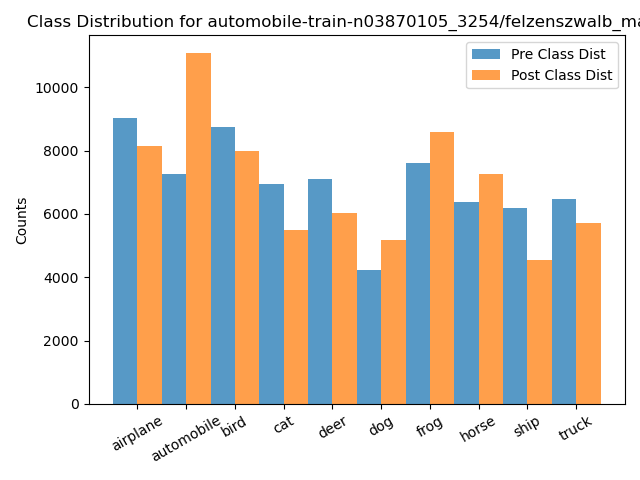 Class Distribution for automobile-train-n03870105_3254/felzenszwalb_ma
Pre Class Dist
Post Class Dist
Counts
10000
8000
6000
4000
2000
0
airplane
automobile
bird
cat
deer
dog
frog
horse
ship
truck